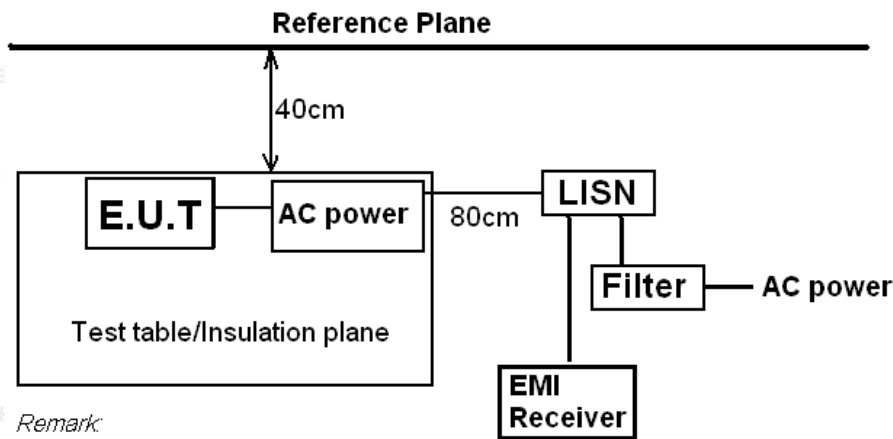 Reference Plane
40cm
E.U.T
AC power
80cm
LISN
Filter
AC power
Test table/Insulation plane
EMI
Receiver
Remark: